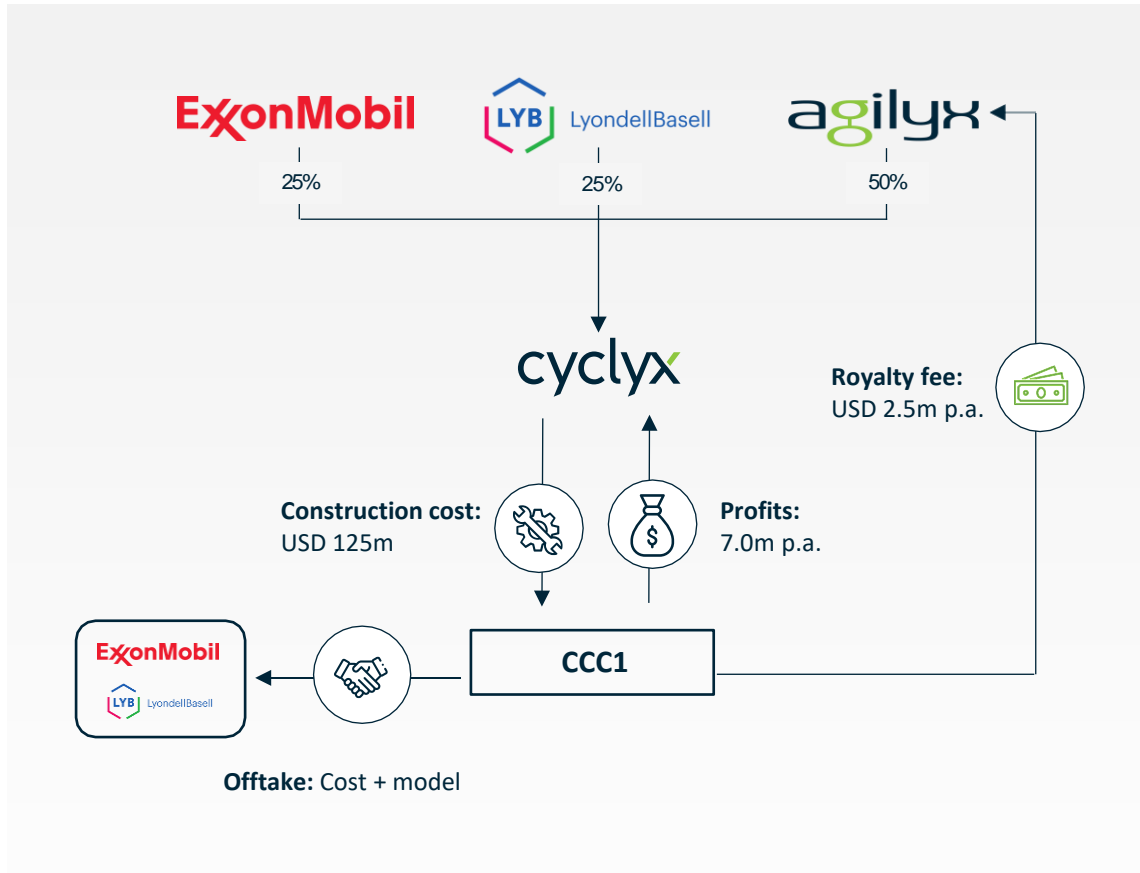 ExxonMobil
LYB LyondellBasell
agilyx
25%
25%
50%
cyclyx
Royalty fee:
USD 2.5m p.a.
Construction cost:
USD 125m
$
Profits:
7.0m p.a.
ExxonMobil
LYB LyondellBasell
CCC1
Offtake: Cost + model